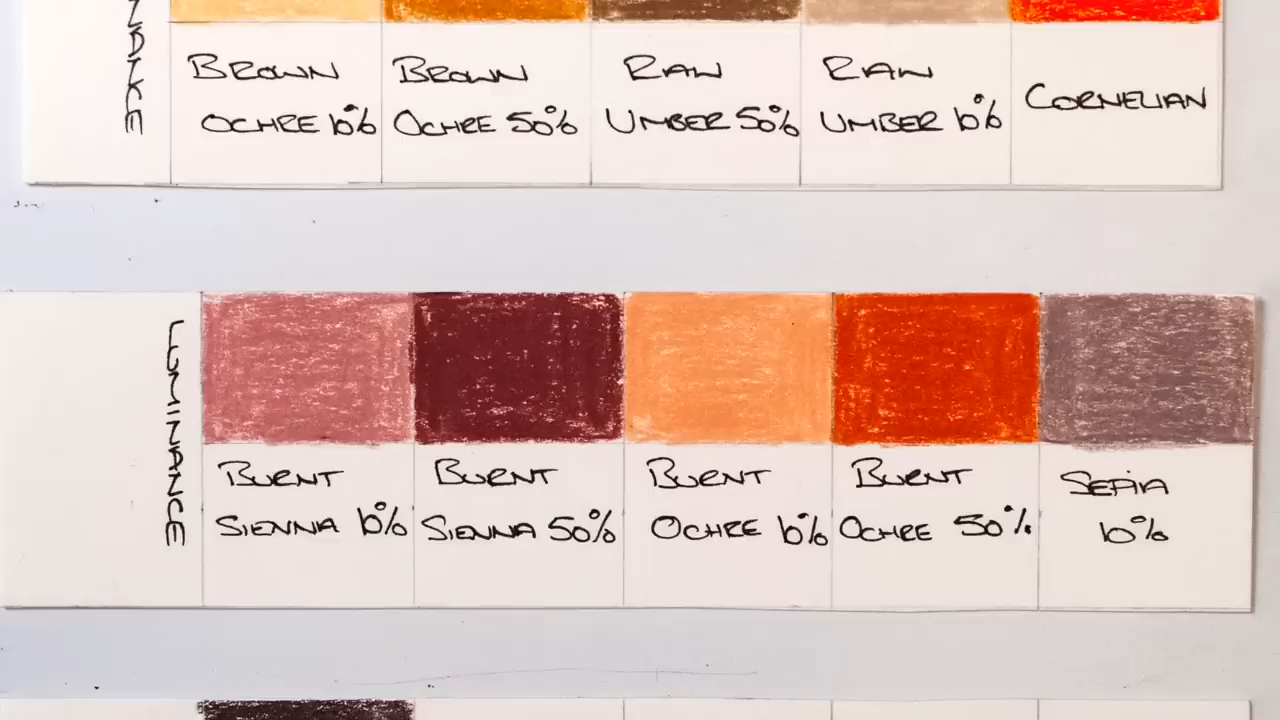 BROWN
OCHRE 10%
BROWN
OCHRE 50%
RAW
UMBER 50%
RAW
UMBER 10%
CORNELIAN
LUMINANCE
BURNT
SIENNA 10%
BURNT
SIENNA 50%
BURNT
OCHRE 10%
BURNT
OCHRE 50%
SEPIA
10%